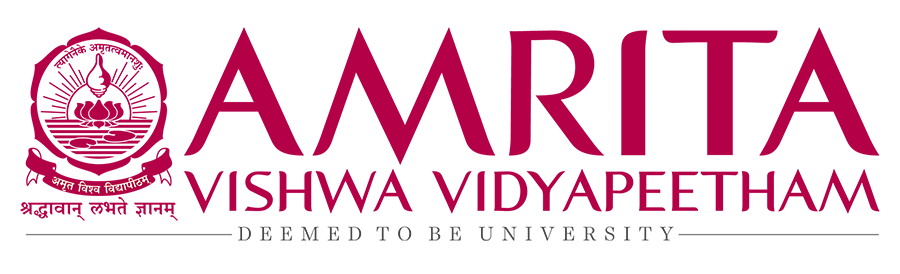 त्यागेनैके अमृतत्वमानशुः
अमृत विश्व विद्यापीठम्
श्रद्धावान् लभते ज्ञानम्
AMRITA
VISHWA VIDYAPEETHAM
DEEMED TO BE UNIVERSITY